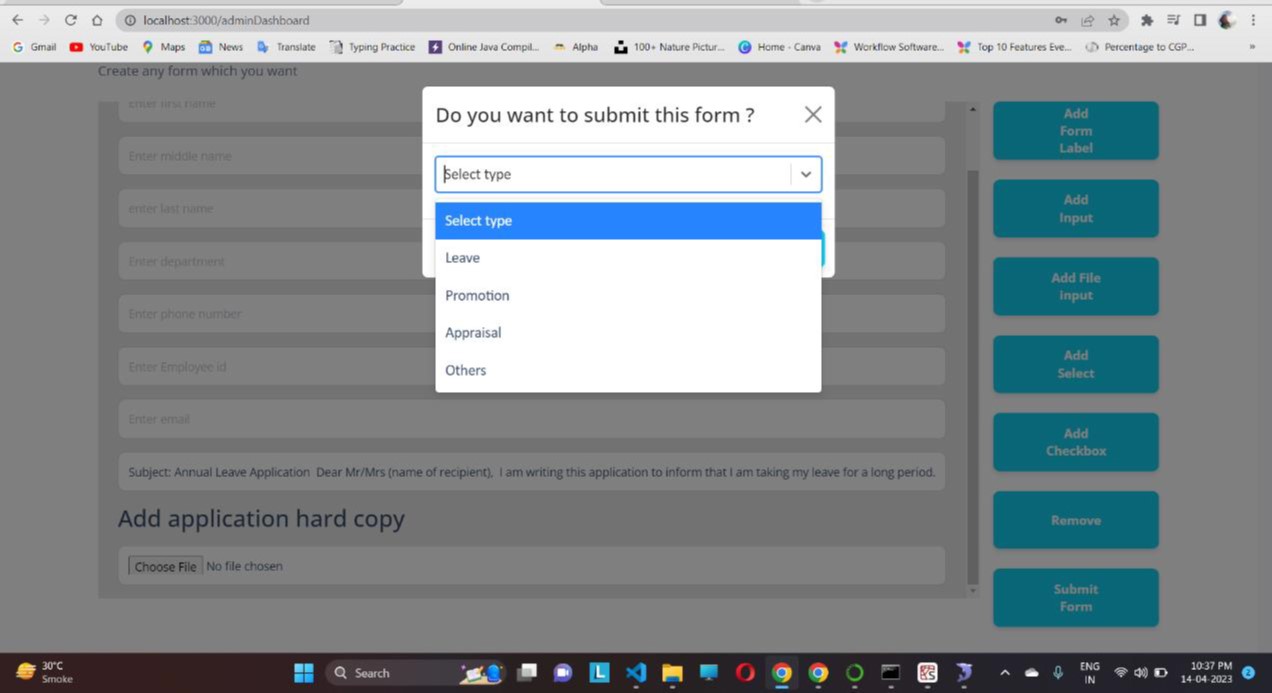 localhost:3000/adminDashboard
Gmail
YouTube
Maps
News
Translate
Typing Practice
Online Java Compil...
Alpha
100+ Nature Pictur...
Home - Canva
Workflow Software...
Top 10 Features Eve...
Percentage to CGP...
»
Create any form which you want
Do you want to submit this form ?
Select type
Select type
Leave
Promotion
Appraisal
Others
Enter first name
Enter middle name
enter last name
Enter department
Enter phone number
Enter Employee id
Enter email
Subject: Annual Leave Application Dear Mr/Mrs (name of recipient), I am writing this application to inform that I am taking my leave for a long period.
Add application hard copy
Choose File No file chosen
Add
Form
Label
Add
Input
Add File
Input
Add
Select
Add
Checkbox
Remove
Submit
Form
30°C
Smoke
Search
L
ENG
IN
10:37 PM
14-04-2023
2